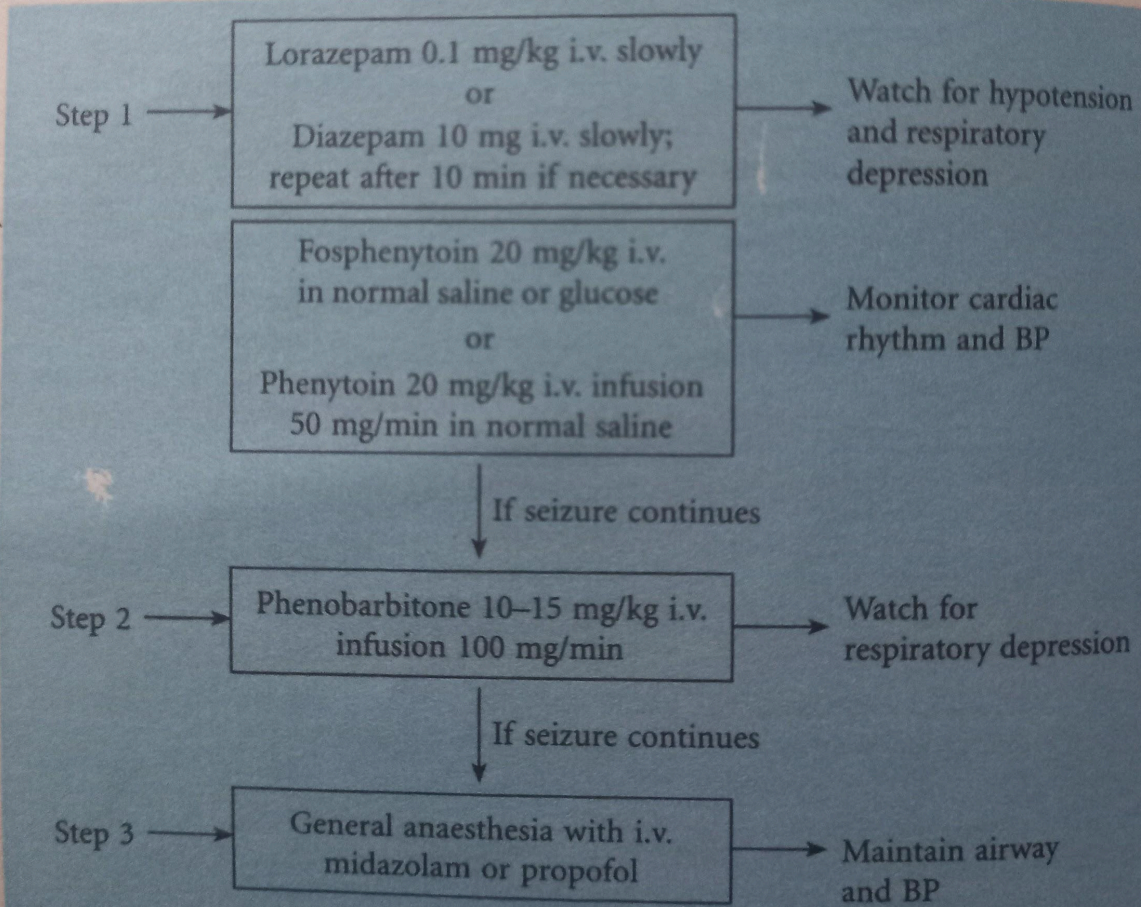 Step 1
Lorazepam 0.1 mg/kg i.v. slowly
or
Diazepam 10 mg i.v. slowly;
repeat after 10 min if necessary
Watch for hypotension
and respiratory
depression
Fosphenytoin 20 mg/kg i.v.
in normal saline or glucose
or
Phenytoin 20 mg/kg i.v. infusion
50 mg/min in normal saline
Monitor cardiac
rhythm and BP
If seizure continues
Step 2
Phenobarbitone 10–15 mg/kg i.v.
infusion 100 mg/min
Watch for
respiratory depression
If seizure continues
Step 3
General anaesthesia with i.v.
midazolam or propofol
Maintain airway
and BP